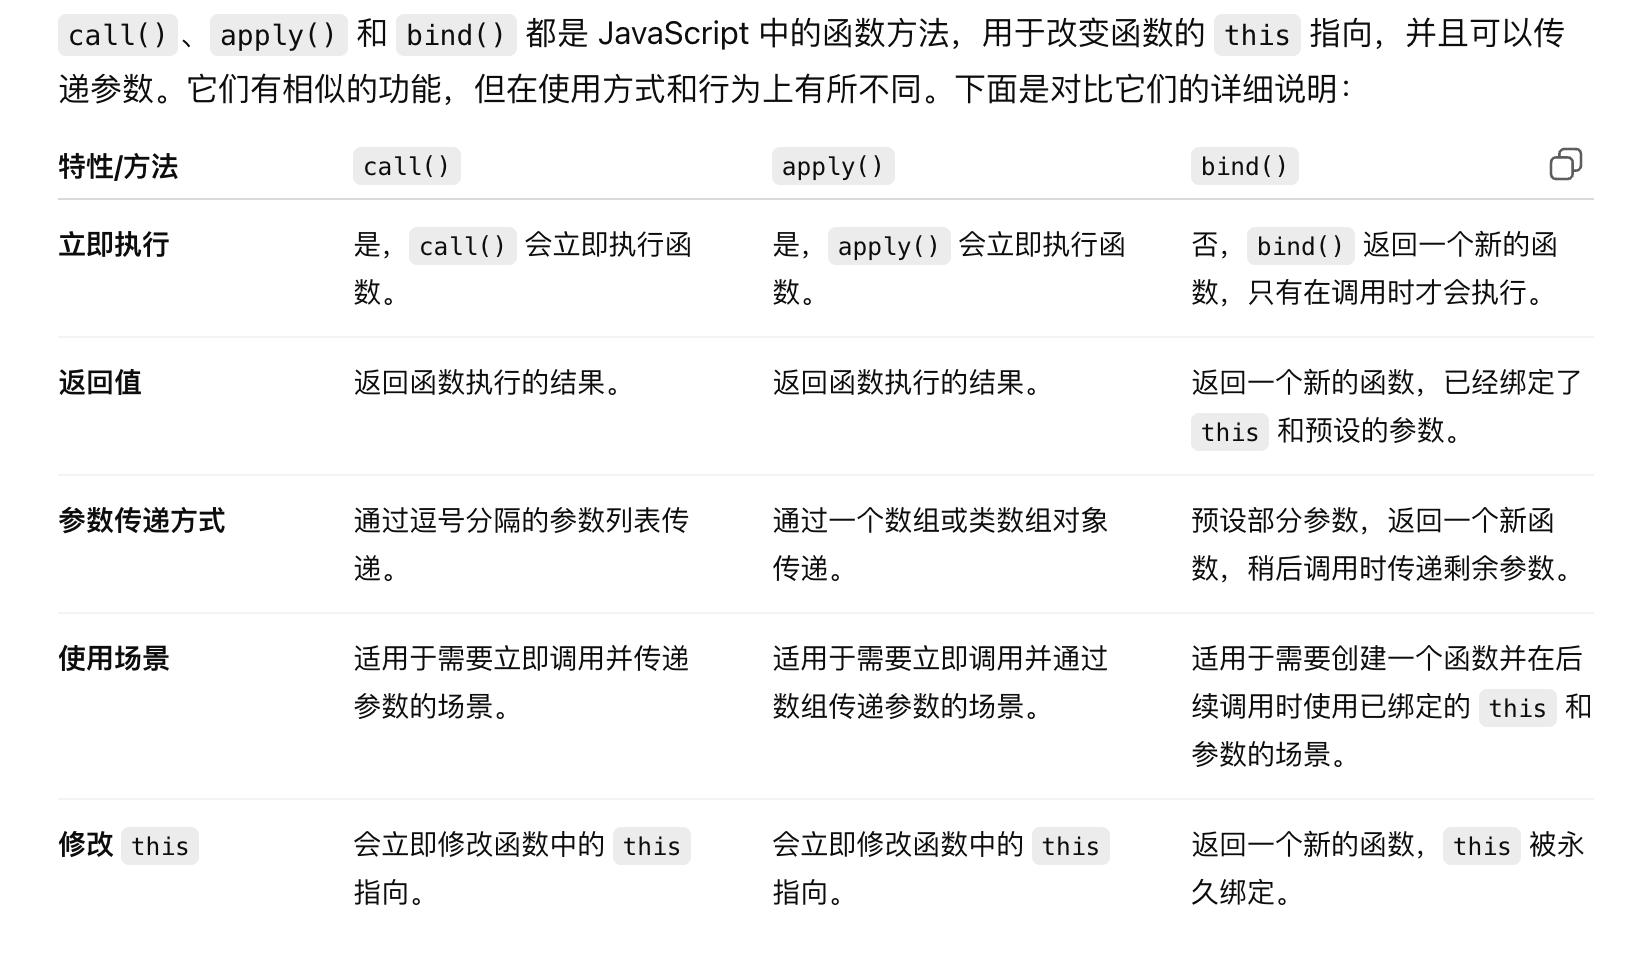 call() 、 apply() 和 bind() 都是 JavaScript 中的函数方法，用于改变函数的 this 指向，并且可以传
递参数。它们有相似的功能，但在使用方式和行为上有所不同。下面是对比它们的详细说明：
特性/方法 call() apply() bind()
立即执行 是， call() 会立即执行函 是， apply() 会立即执行函 否， bind() 返回一个新的函
数。 数。 数，只有在调用时才会执行。
返回值 返回函数执行的结果。 返回函数执行的结果。 返回一个新的函数，已经绑定了
this 和预设的参数。
参数传递方式 通过逗号分隔的参数列表传 通过一个数组或类数组对象 预设部分参数，返回一个新函
递。 传递。 数，稍后调用时传递剩余参数。
使用场景 适用于需要立即调用并传递 适用于需要立即调用并通过 适用于需要创建一个函数并在后
参数的场景。 数组传递参数的场景。 续调用时使用已绑定的 this 和
参数的场景。
修改 this 会立即修改函数中的 this 会立即修改函数中的 this 返回一个新的函数， this 被永
指向。 指向。 久绑定。